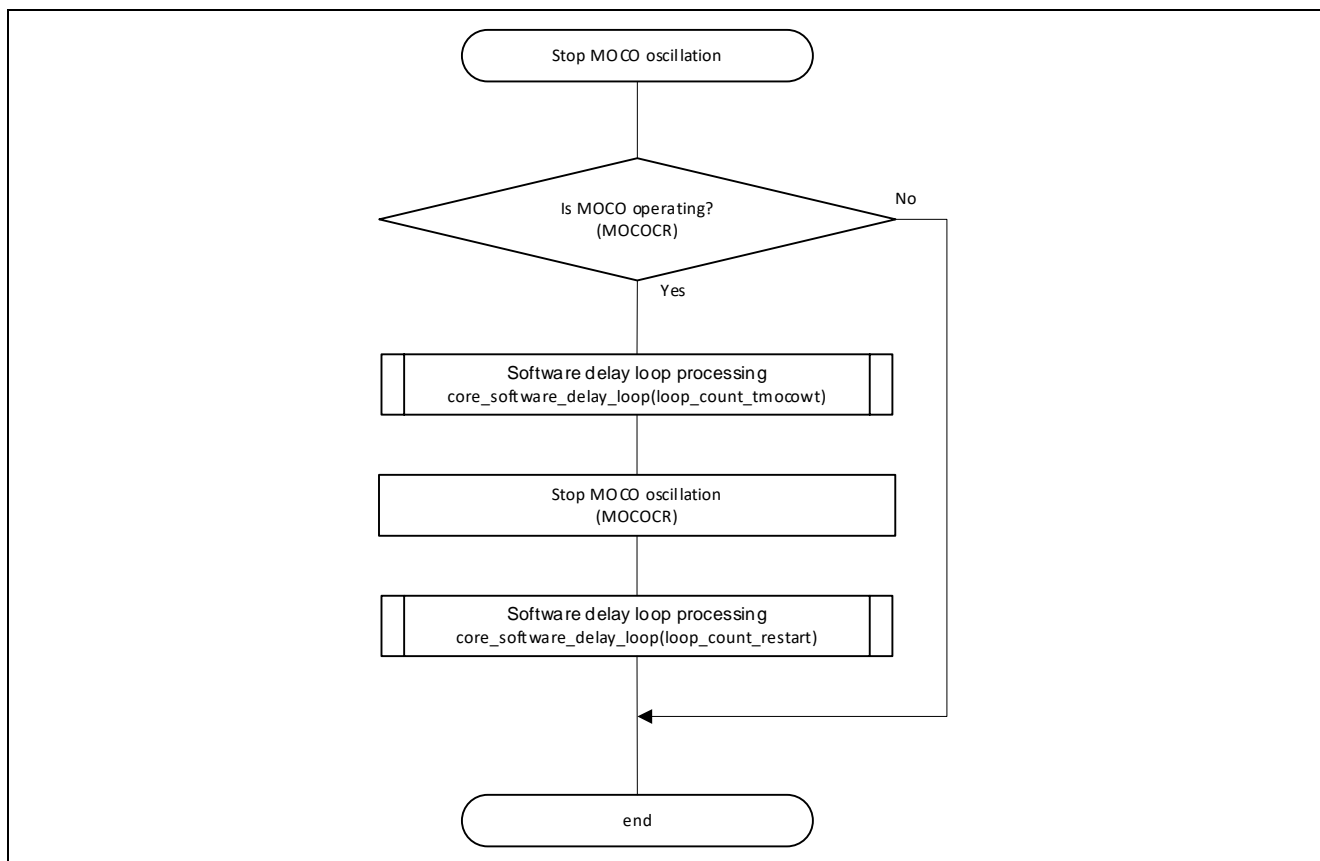 Stop MOCO oscillation
Is MOCO operating?
(MOCOCR)
No
Yes
Software delay loop processing
core_software_delay_loop(loop_count_tmocowt)
Stop MOCO oscillation
(MOCOCR)
Software delay loop processing
core_software_delay_loop(loop_count_restart)
end